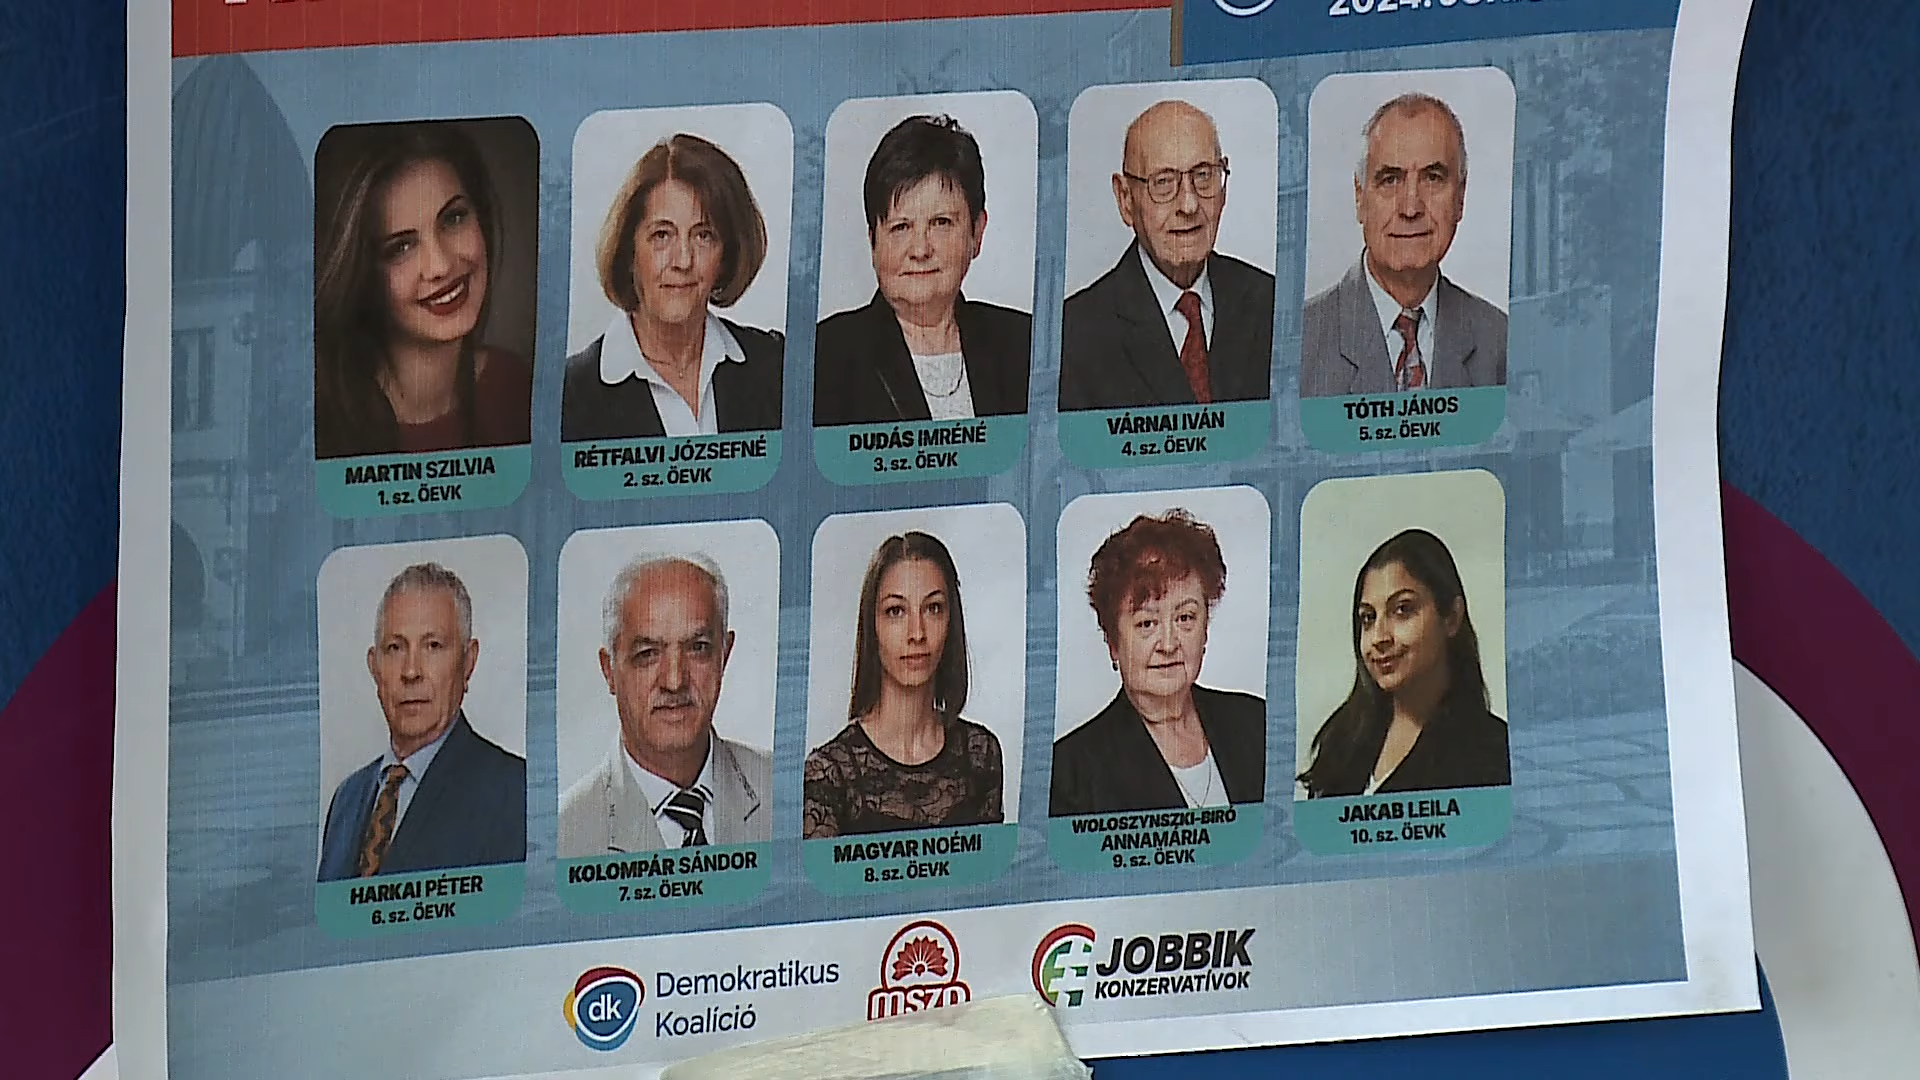 MARTIN SZILVIA
1. sz. ÖEVK
RÉTFALVI JÓZSEFNÉ
2. sz. ÖEVK
DUDÁS IMRÉNÉ
3. sz. ÖEVK
VÁRNAI IVÁN
4. sz. ÖEVK
TÓTH JÁNOS
5. sz. ÖEVK
HARKAI PÉTER
6. sz. ÖEVK
KOLOMPÁR SÁNDOR
7. sz. ÖEVK
MAGYAR NOÉMI
8. sz. ÖEVK
WOLOSZYNSZKI-BIRÓ
ANNAMÁRIA
9. sz. ÖEVK
JAKAB LEILA
10. sz. ÖEVK
dk
Demokratikus
Koalíció
MSZP
JOBBIK
KONZERVATÍVOK